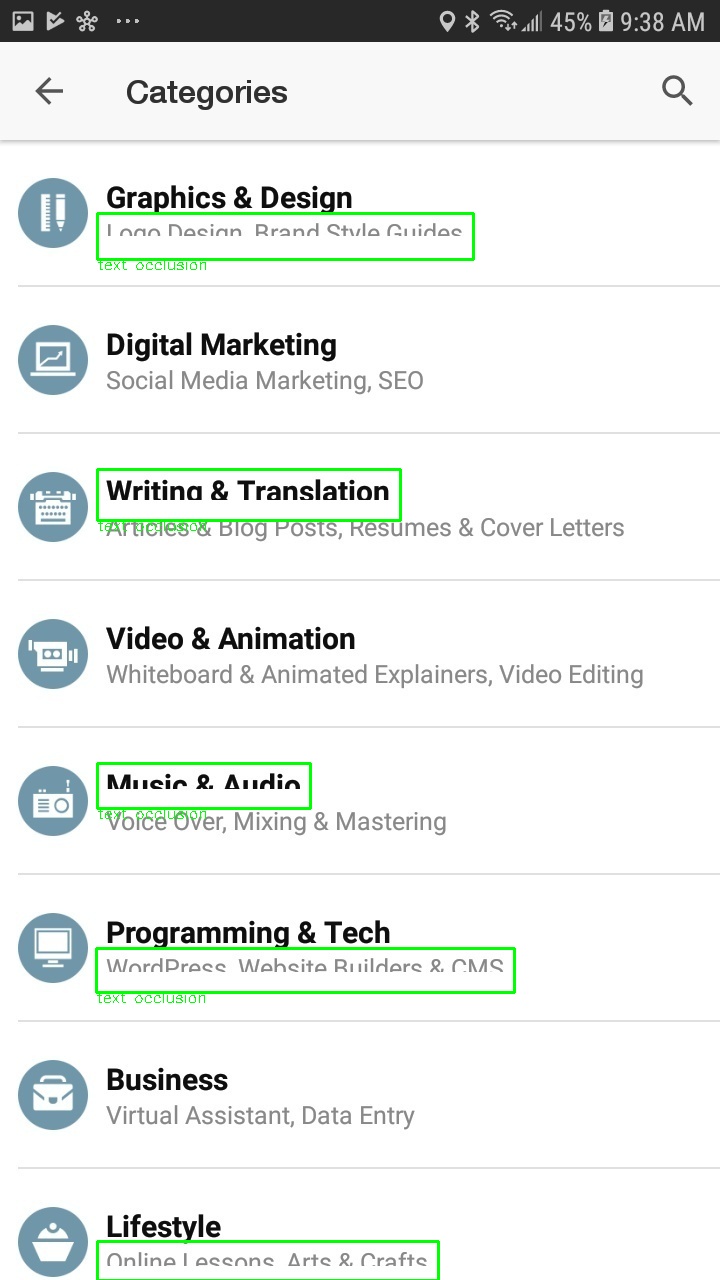 45% 9:38 AM
Categories
Graphics & Design
Logo Design, Brand Style Guides
text occlusion
Digital Marketing
Social Media Marketing, SEO
Writing & Translation
text occlusion
Articles & Blog Posts, Resumes & Cover Letters
Video & Animation
Whiteboard & Animated Explainers, Video Editing
Music & Audio
text occlusion
Voice Over, Mixing & Mastering
Programming & Tech
WordPress, Website Builders & CMS
text occlusion
Business
Virtual Assistant, Data Entry
Lifestyle
Online Lessons, Arts & Crafts